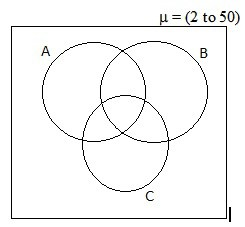 μ = (2 to 50)
A
B
C